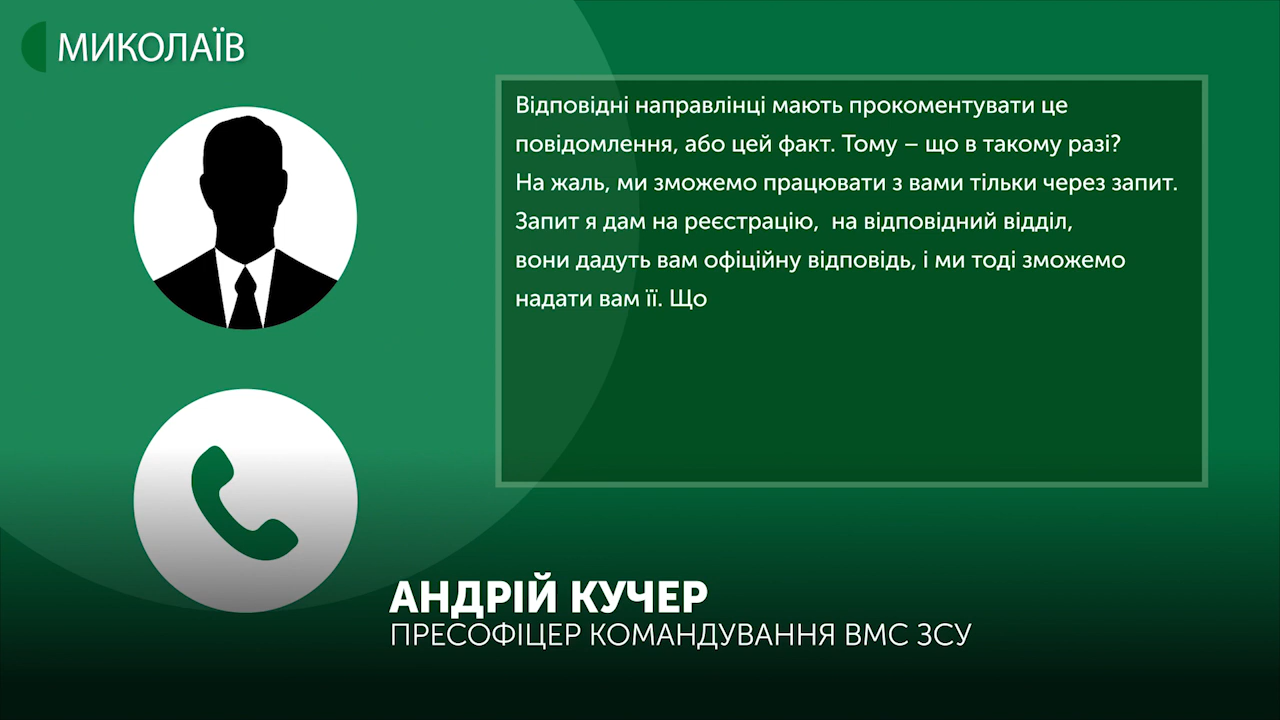 МИКОЛАЇВ
Відповідні направлінці мають прокоментувати це
повідомлення, або цей факт. Тому – що в такому разі?
На жаль, ми зможемо працювати з вами тільки через запит.
Запит я дам на реєстрацію,  на відповідний відділ,
вони дадуть вам офіційну відповідь, і ми тоді зможемо
надати вам її. Що
АНДРІЙ КУЧЕР
ПРЕСОФІЦЕР КОМАНДУВАННЯ ВМС ЗСУ